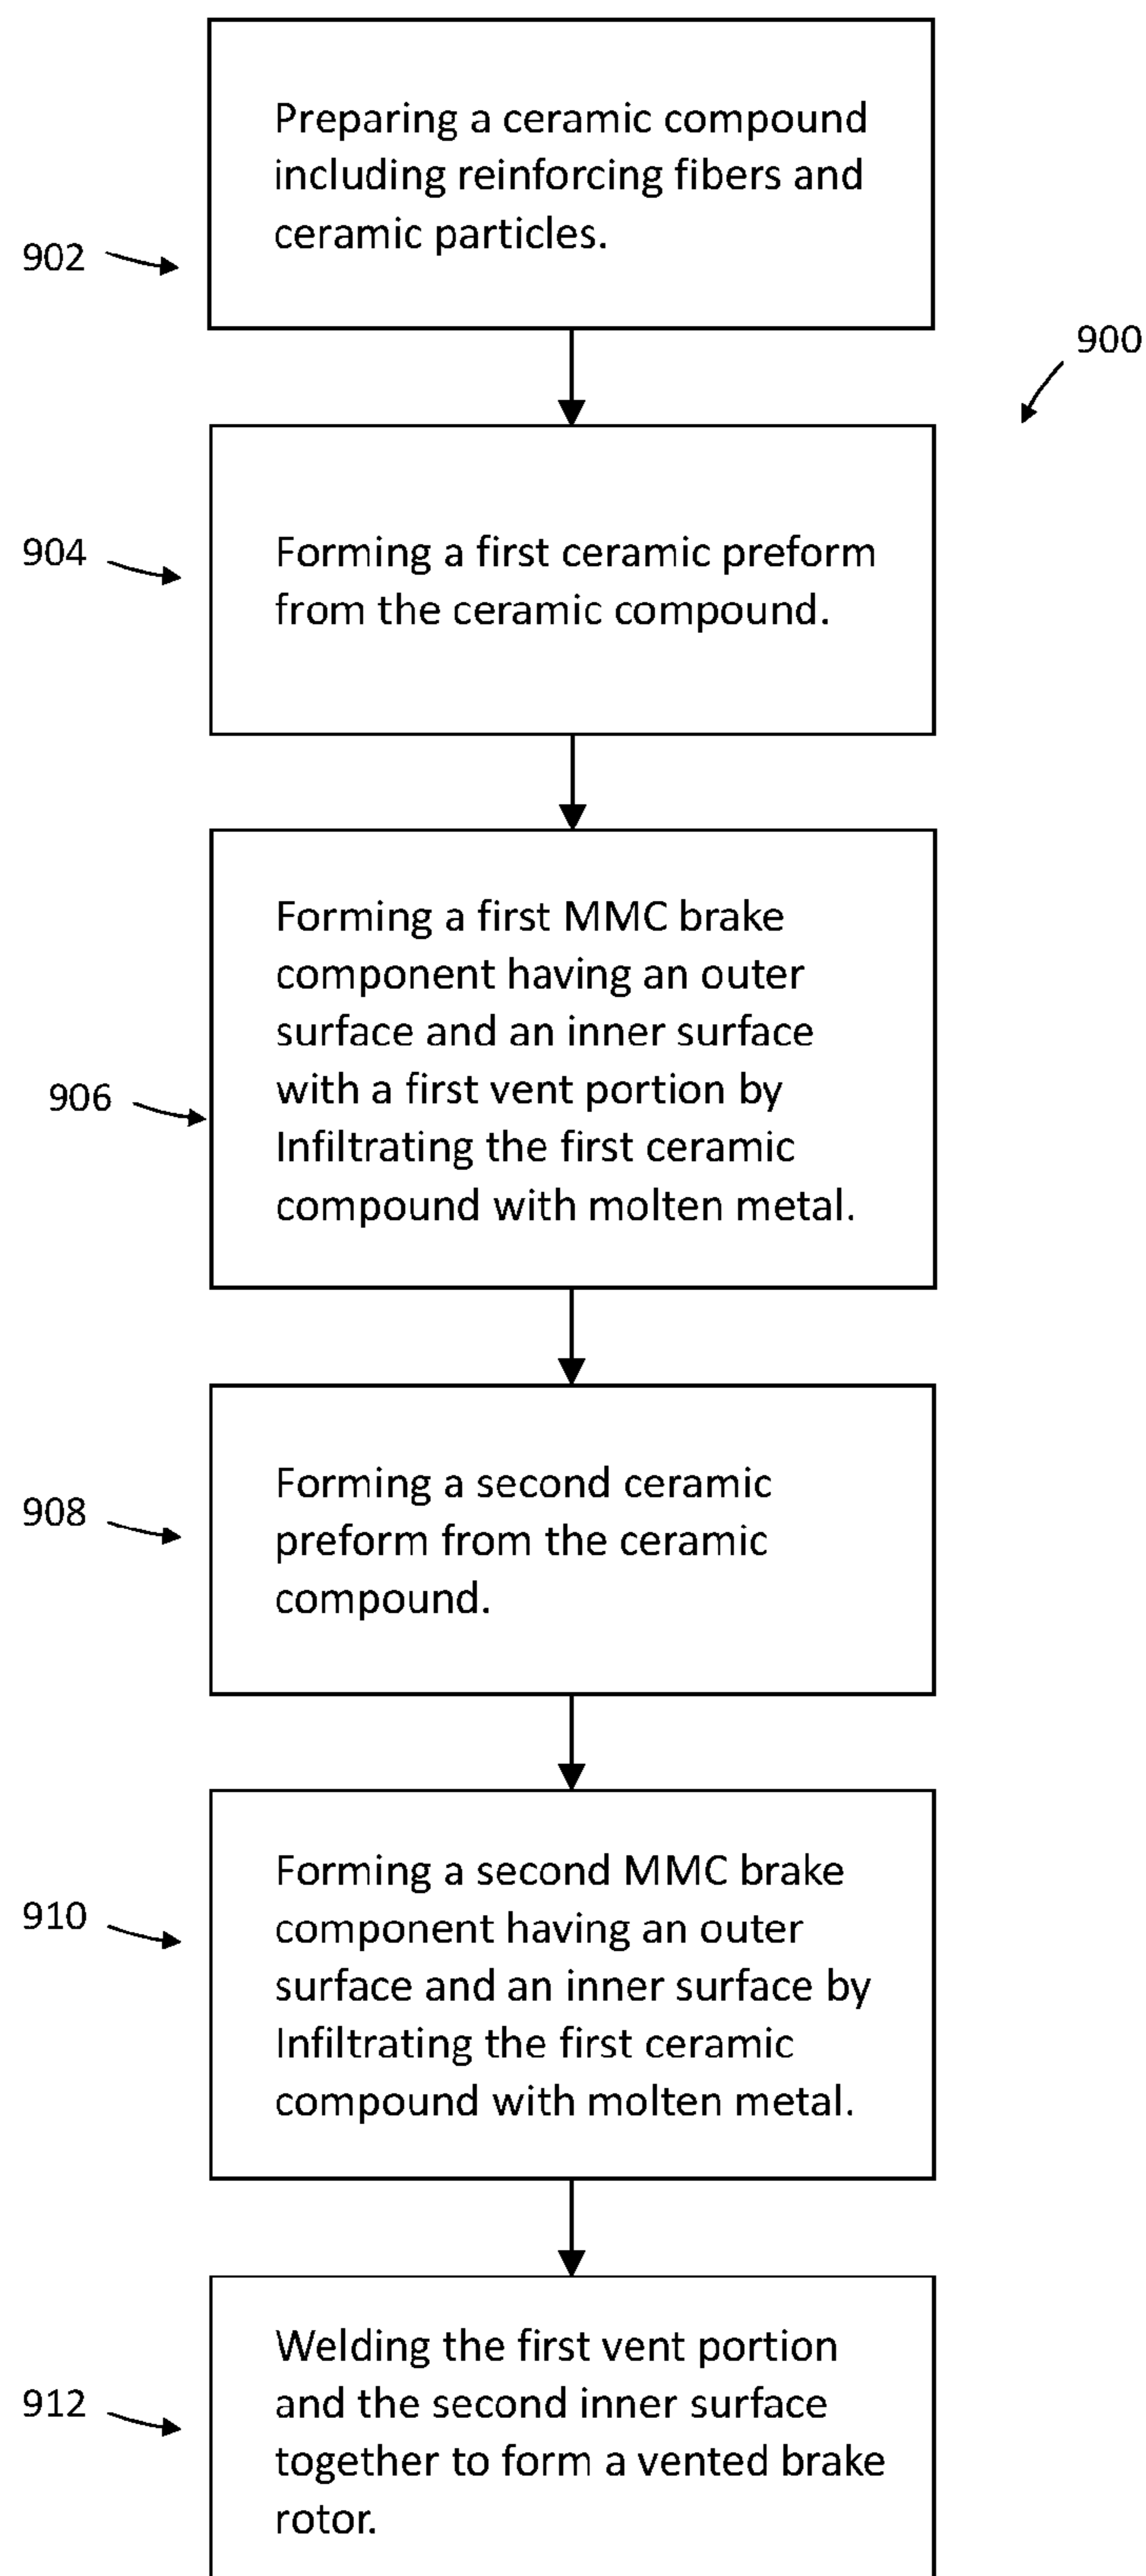 Preparing a ceramic compound
including reinforcing fibers and
ceramic particles.
902
900
Forming a first ceramic preform
from the ceramic compound.
904
Forming a first MMC brake
component having an outer
surface and an inner surface
with a first vent portion by
Infiltrating the first ceramic
compound with molten metal.
906
Forming a second ceramic
preform from the ceramic
compound.
908
Forming a second MMC brake
component having an outer
surface and an inner surface by
Infiltrating the first ceramic
compound with molten metal.
910
Welding the first vent portion
and the second inner surface
together to form a vented brake
rotor.
912